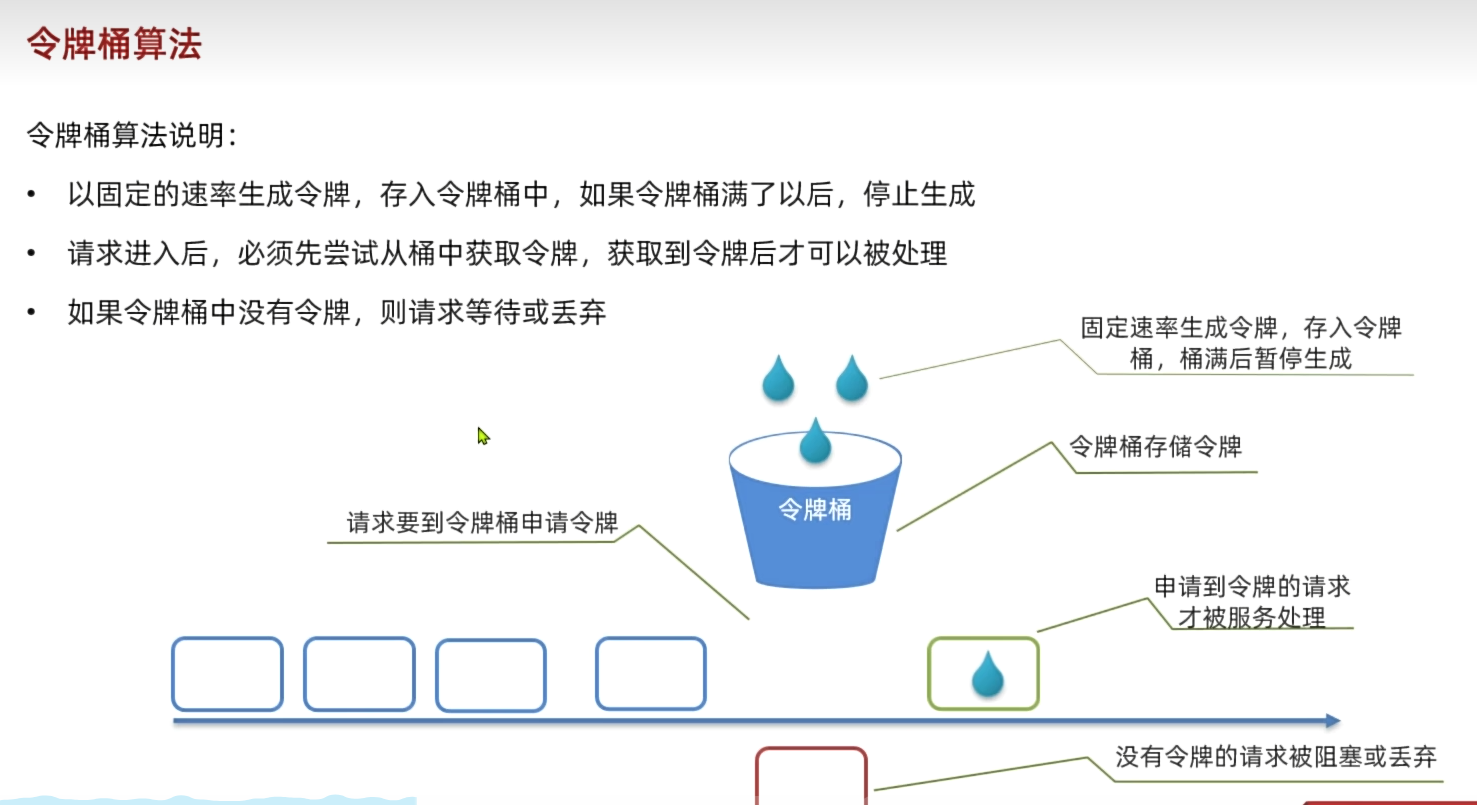 令牌桶算法
令牌桶算法说明：
• 以固定的速率生成令牌，存入令牌桶中，如果令牌桶满了以后，停止生成
• 请求进入后，必须先尝试从桶中获取令牌，获取到令牌后才可以被处理
• 如果令牌桶中没有令牌，则请求等待或丢弃
固定速率生成令牌，存入令牌
桶，桶满后暂停生成
令牌桶存储令牌
令牌桶
请求要到令牌桶申请令牌
申请到令牌的请求
才被服务处理
没有令牌的请求被阻塞或丢弃